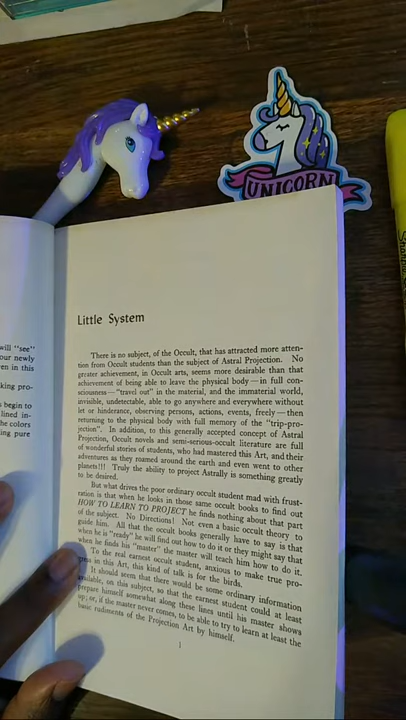 UNICORN
will "see"
our newly
en in this
king pro-
s begin to
lined in-
he colors
ing pure
Little System
There is no subject, of the Occult, that has attracted more atten-
tion from Occult students than the subject of Astral Projection. No
greater achievement, in Occult arts, seems more desirable than that
achievement of being able to leave the physical body—in full con-
sciousness—"travel out" in the material, and the immaterial world,
invisible, undetectable, able to go anywhere and everywhere without
let or hinderance, observing persons, actions, events, freely—then
returning to the physical body with full memory of the "trip-pro-
jection". In addition, to this generally accepted concept of Astral
Projection, Occult novels and semi-serious-occult literature are full
of wonderful stories of students, who had mastered this Art, and their
adventures as they roamed around the earth and even went to other
planets!!! Truly the ability to project Astrally is something greatly
to be desired.
But what drives the poor ordinary occult student mad with frust-
ration is that when he looks in those same occult books to find out
HOW TO LEARN TO PROJECT he finds nothing about that part
of the subject. No Directions! Not even a basic occult theory to
guide him. All that the occult books generally have to say is that
when he is "ready" he will find out how to do it or they might say that
when he finds his "master" the master will teach him how to do it.
To the real earnest occult student, anxious to make true pro-
gress in this Art, this kind of talk is for the birds.
It should seem that there would be some ordinary information
available, on this subject, so that the earnest student could at least
prepare himself somewhat along these lines until his master shows
up; or, if the master never comes, to be able to try to learn at least the
basic rudiments of the Projection Art by himself.
1